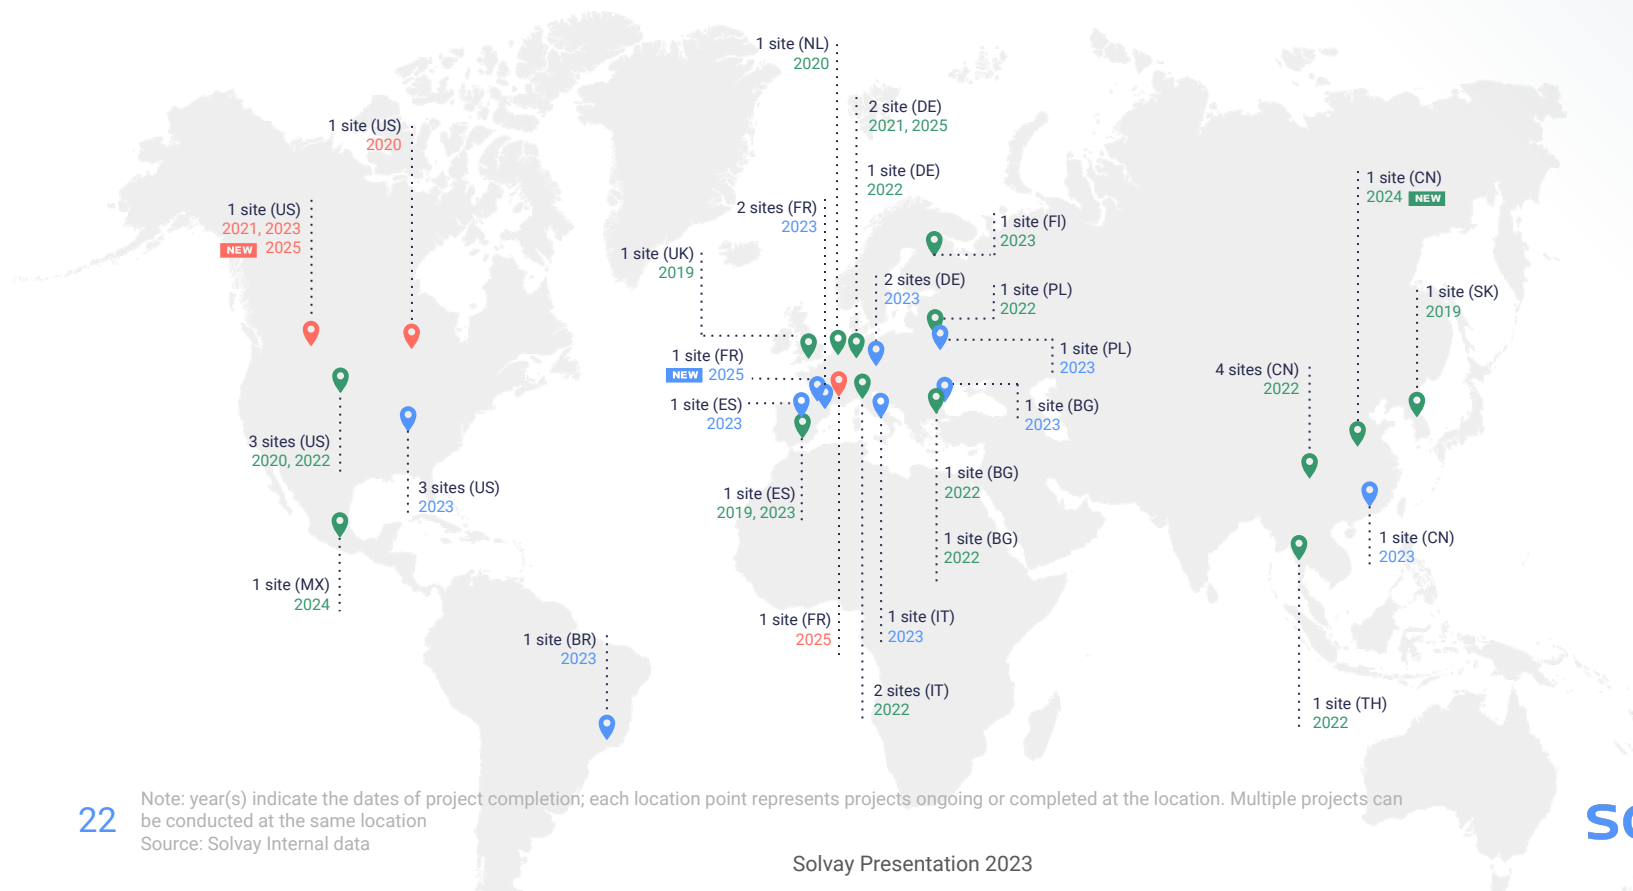 1 site (NL)
2020
2 site (DE)
2021, 2025
1 site (US)
2020
1 site (DE)
2022
1 site (CN)
2024 NEW
1 site (US)
2021, 2023
NEW 2025
2 sites (FR)
2023
1 site (FI)
2023
1 site (UK)
2019
2 sites (DE)
2023
1 site (PL)
2022
1 site (SK)
2019
1 site (FR)
NEW 2025
1 site (PL)
2023
4 sites (CN)
2022
1 site (ES)
2023
1 site (BG)
2023
3 sites (US)
2020, 2022
1 site (BG)
2022
3 sites (US)
2023
1 site (ES)
2019, 2023
1 site (BG)
2022
1 site (CN)
2023
1 site (MX)
2024
1 site (FR)
2025
1 site (IT)
2023
1 site (BR)
2023
2 sites (IT)
2022
1 site (TH)
2022
22
Note: year(s) indicate the dates of project completion; each location point represents projects ongoing or completed at the location. Multiple projects can
be conducted at the same location
Source: Solvay Internal data
Solvay Presentation 2023